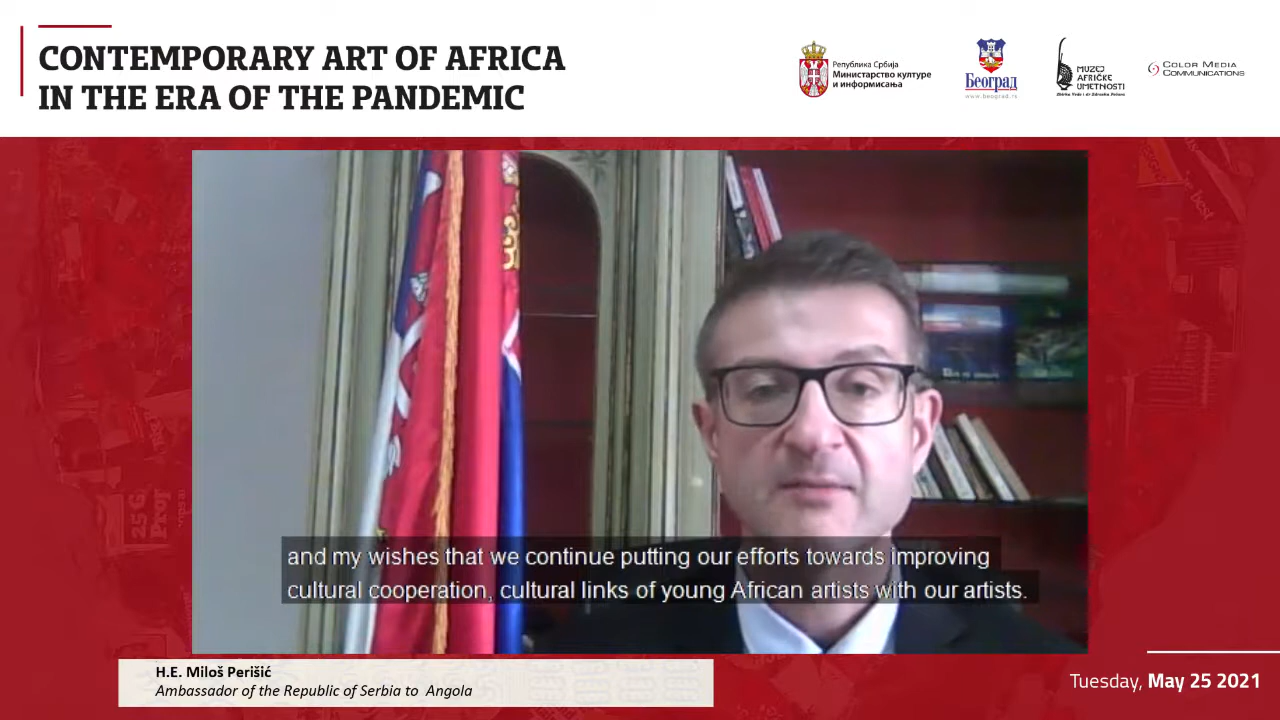 CONTEMPORARY ART OF AFRICA
IN THE ERA OF THE PANDEMIC
Република Србија
Министарство културе
и информисања
Београд
www.beograd.rs
MUZEJ
AFRIČKE
UMETNOSTI
COLOR MEDIA
COMMUNICATIONS
and my wishes that we continue putting our efforts towards improving
cultural cooperation, cultural links of young African artists with our artists.
H.E. Miloš Perišić
Ambassador of the Republic of Serbia to Angola
Tuesday, May 25 2021